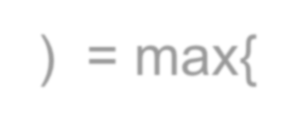 ) = max{